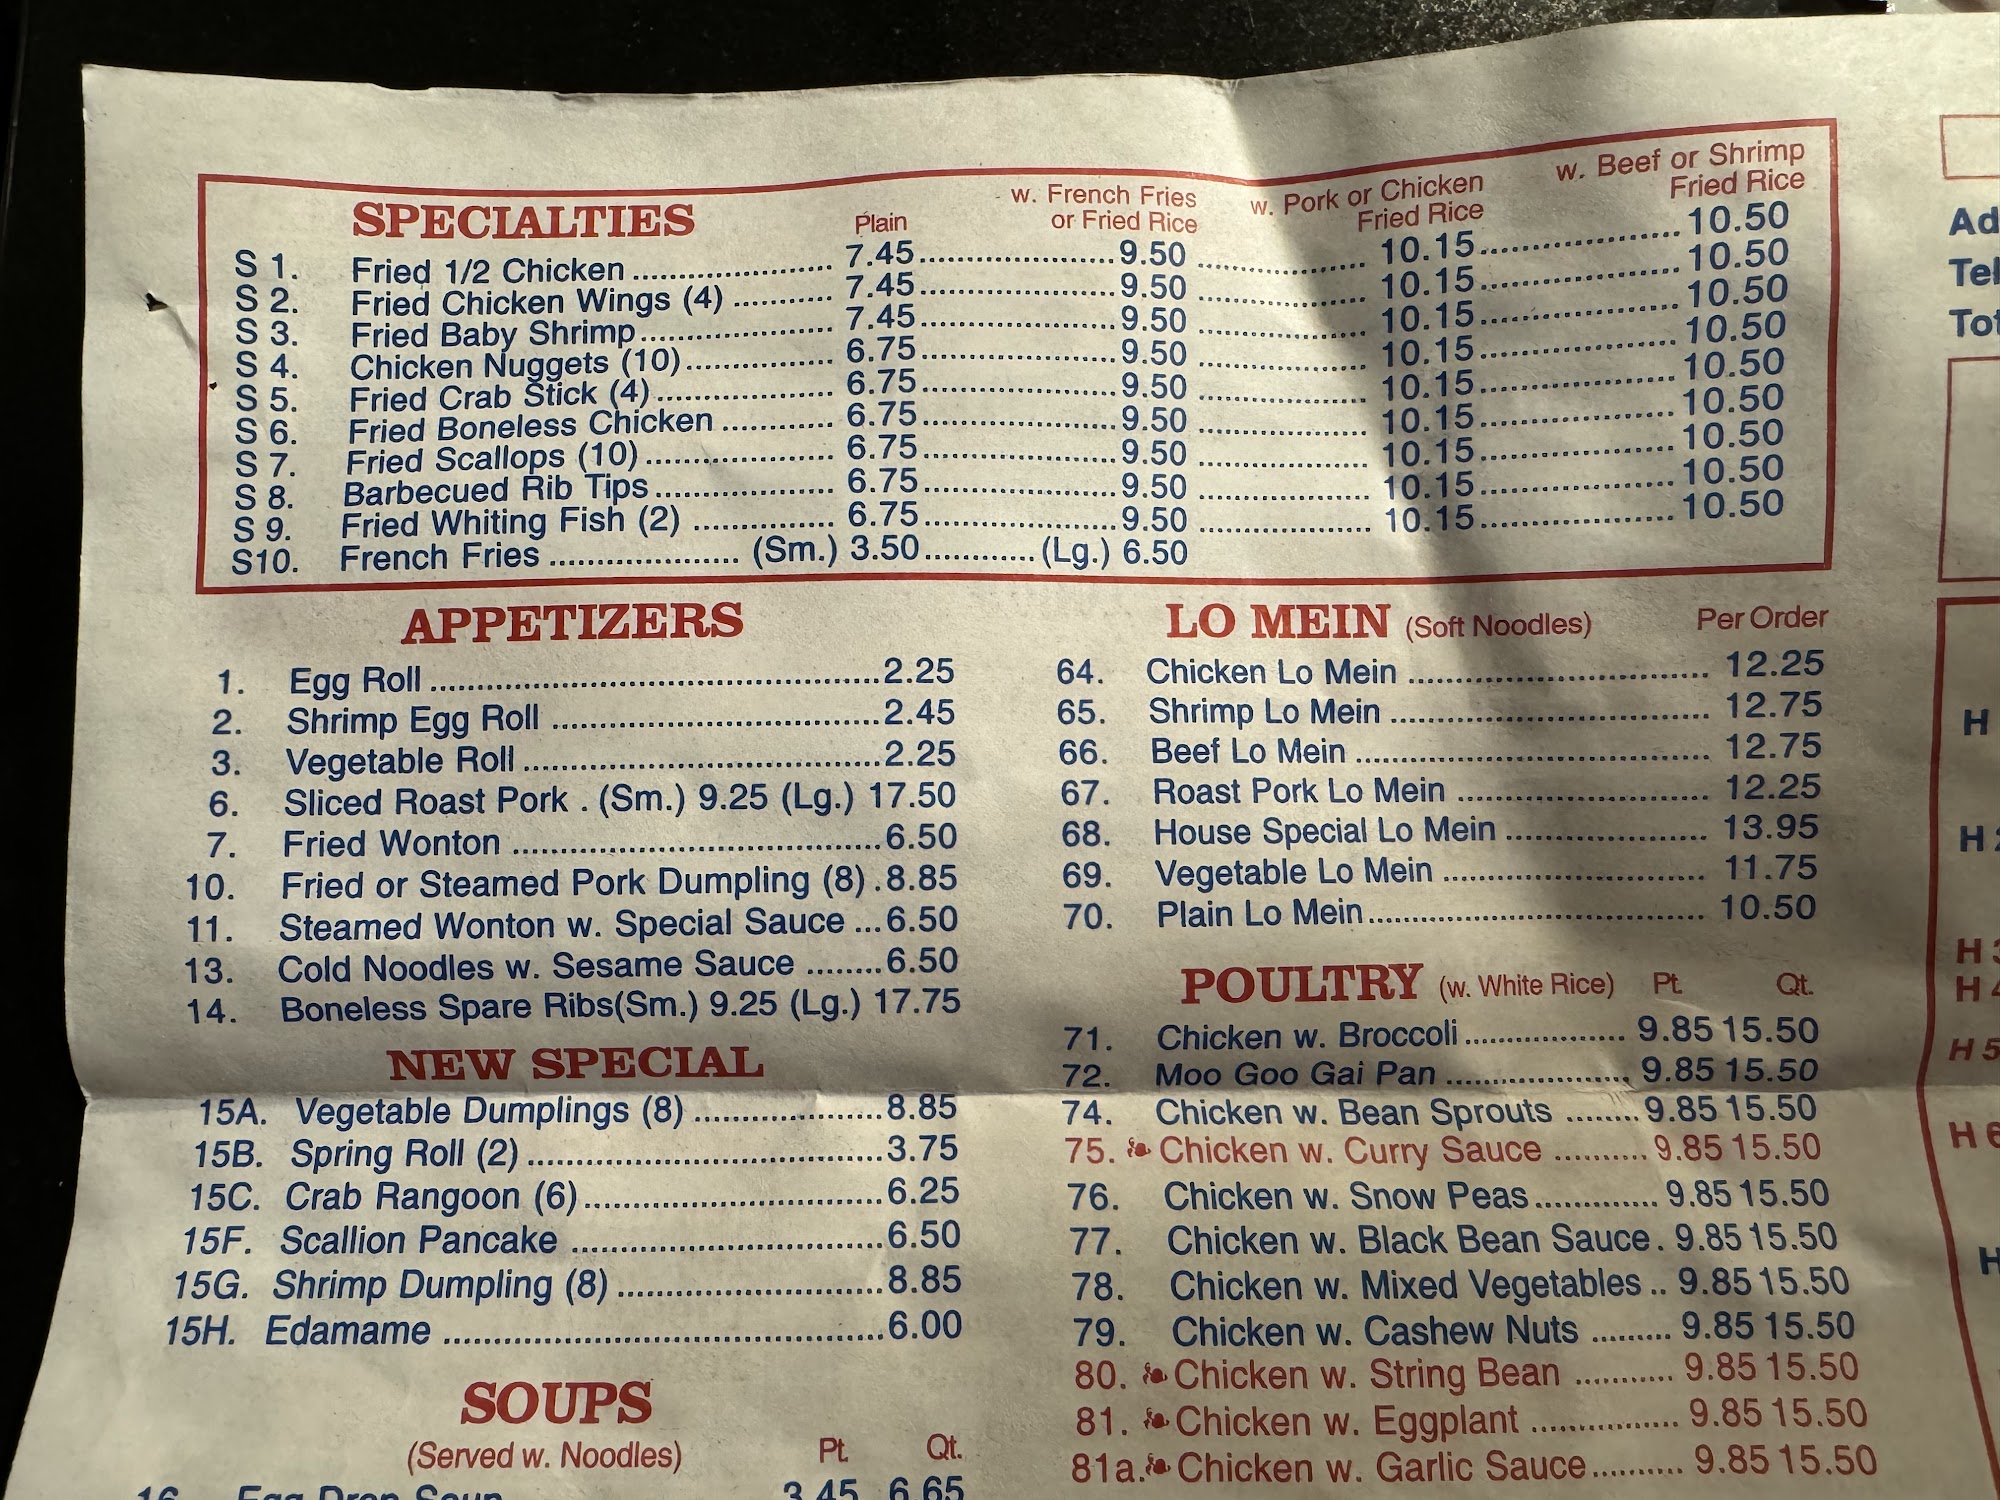 SPECIALTIES Plain w. French Fries or Fried Rice w. Pork or Chicken Fried Rice w. Beef or Shrimp Fried Rice
S 1. Fried 1/2 Chicken 7.45 9.50 10.15 10.50
S 2. Fried Chicken Wings (4) 7.45 9.50 10.15 10.50
S 3. Fried Baby Shrimp 7.45 9.50 10.15 10.50
S 4. Chicken Nuggets (10) 6.75 9.50 10.15 10.50
S 5. Fried Crab Stick (4) 6.75 9.50 10.15 10.50
S 6. Fried Boneless Chicken 6.75 9.50 10.15 10.50
S 7. Fried Scallops (10) 6.75 9.50 10.15 10.50
S 8. Barbecued Rib Tips 6.75 9.50 10.15 10.50
S 9. Fried Whiting Fish (2) 6.75 9.50 10.15 10.50
S10. French Fries (Sm.) 3.50 (Lg.) 6.50
APPETIZERS
1. Egg Roll 2.25
2. Shrimp Egg Roll 2.45
3. Vegetable Roll 2.25
6. Sliced Roast Pork . (Sm.) 9.25 (Lg.) 17.50
7. Fried Wonton 6.50
10. Fried or Steamed Pork Dumpling (8) . 8.85
11. Steamed Wonton w. Special Sauce ... 6.50
13. Cold Noodles w. Sesame Sauce 6.50
14. Boneless Spare Ribs(Sm.) 9.25 (Lg.) 17.75
NEW SPECIAL
15A. Vegetable Dumplings (8) 8.85
15B. Spring Roll (2) 3.75
15C. Crab Rangoon (6) 6.25
15F. Scallion Pancake 6.50
15G. Shrimp Dumpling (8) 8.85
15H. Edamame 6.00
SOUPS
(Served w. Noodles) Pt. Qt.
16. Egg Drop Soup 3.45 6.65
LO MEIN (Soft Noodles) Per Order
64. Chicken Lo Mein 12.25
65. Shrimp Lo Mein 12.75
66. Beef Lo Mein 12.75
67. Roast Pork Lo Mein 12.25
68. House Special Lo Mein 13.95
69. Vegetable Lo Mein 11.75
70. Plain Lo Mein 10.50
POULTRY (w. White Rice) Pt. Qt.
71. Chicken w. Broccoli 9.85 15.50
72. Moo Goo Gai Pan 9.85 15.50
74. Chicken w. Bean Sprouts 9.85 15.50
75. Chicken w. Curry Sauce 9.85 15.50
76. Chicken w. Snow Peas 9.85 15.50
77. Chicken w. Black Bean Sauce . 9.85 15.50
78. Chicken w. Mixed Vegetables .. 9.85 15.50
79. Chicken w. Cashew Nuts 9.85 15.50
80. Chicken w. String Bean 9.85 15.50
81. Chicken w. Eggplant 9.85 15.50
81a. Chicken w. Garlic Sauce 9.85 15.50